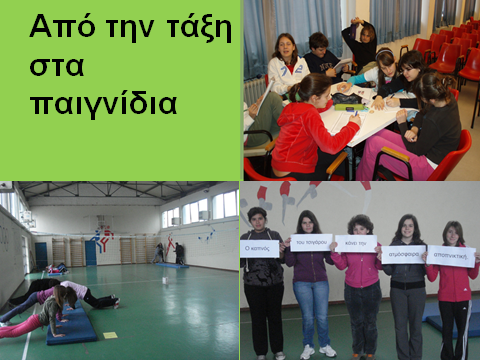 Από την τάξη
στα
παιγνίδια
Ο καπνός
του τσιγάρου
κάνει την
ατμόσφαιρα
αποπνικτική